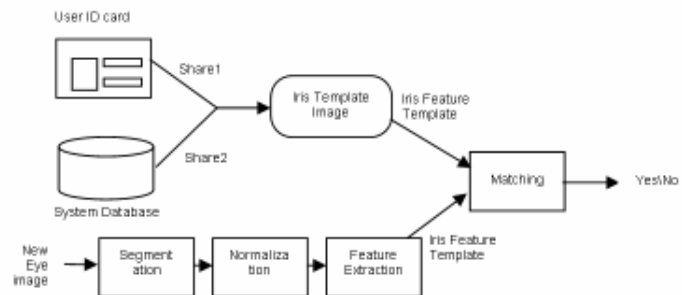 User ID card
Share1
Iris Template
Image
Iris Feature
Template
Share2
System Database
Matching
Yes\No
New
Eye
image
Segment
ation
Normaliza
tion
Feature
Extraction
Iris Feature
Template